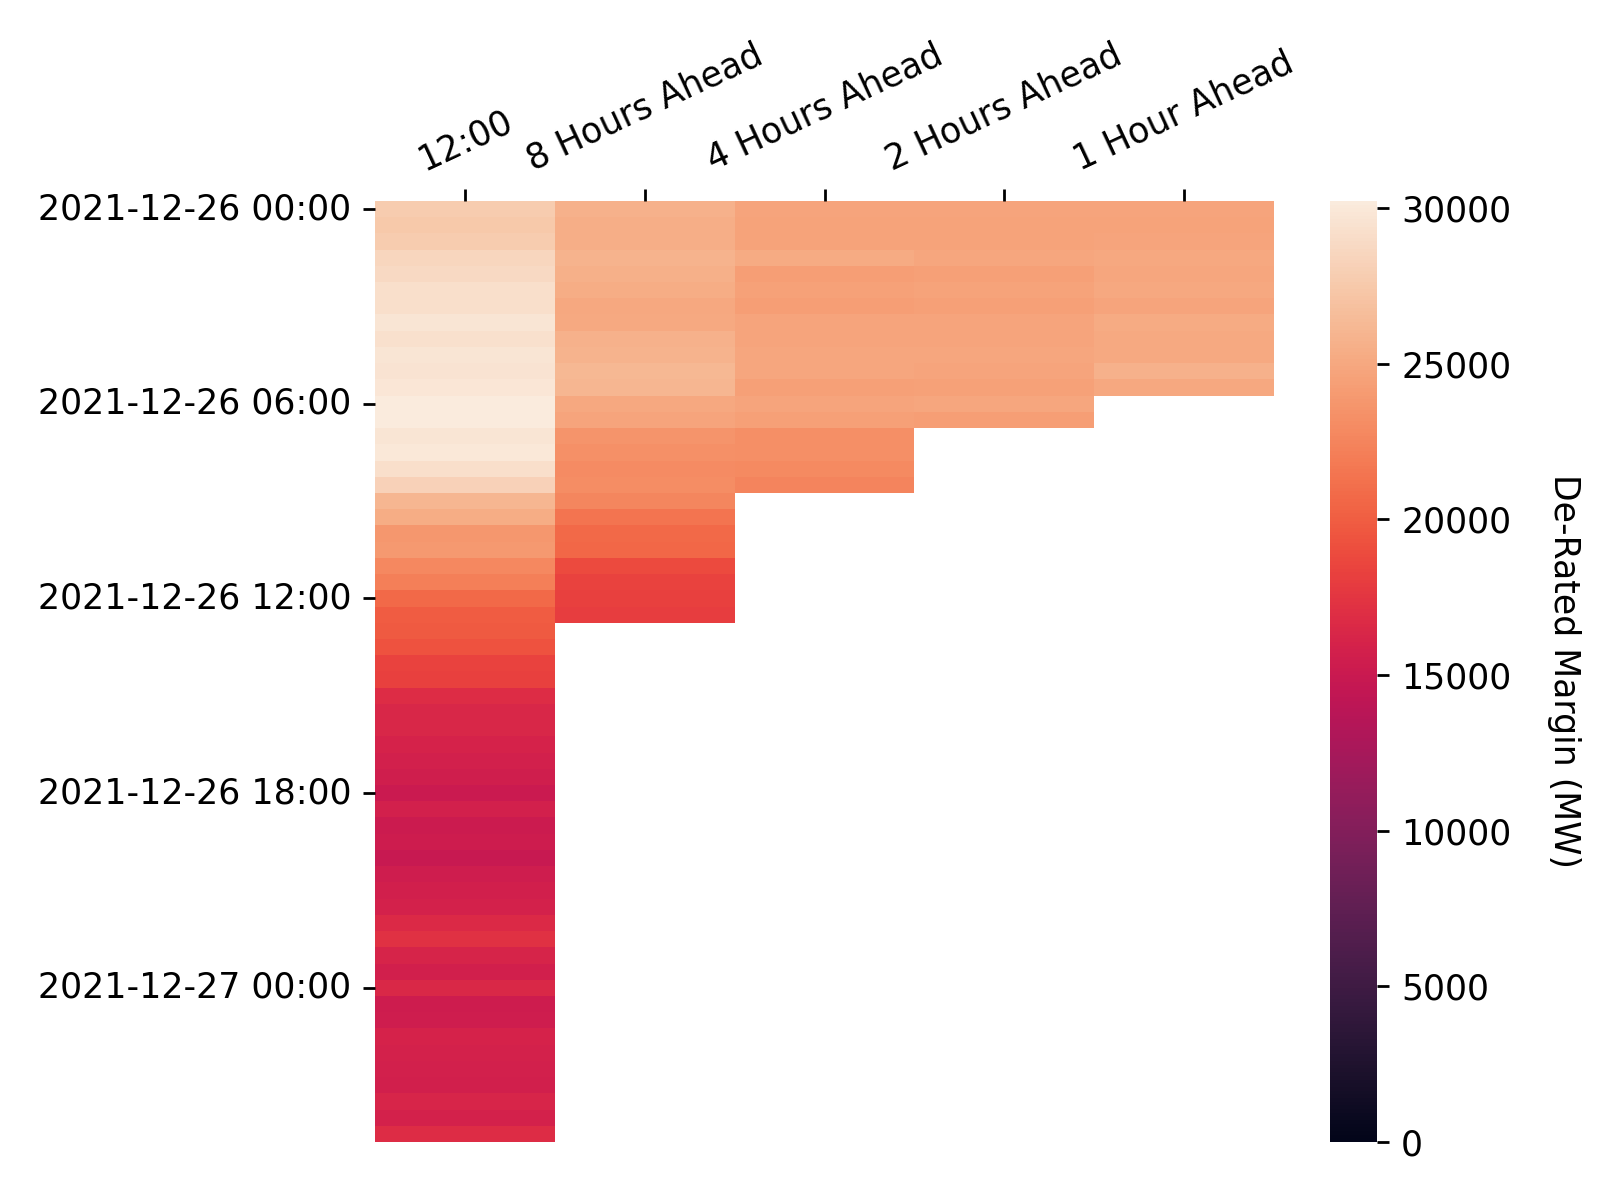 12:00
8 Hours Ahead
4 Hours Ahead
2 Hours Ahead
1 Hour Ahead
2021-12-26 00:00
2021-12-26 06:00
2021-12-26 12:00
2021-12-26 18:00
2021-12-27 00:00
30000
25000
20000
15000
10000
5000
0
De-Rated Margin (MW)